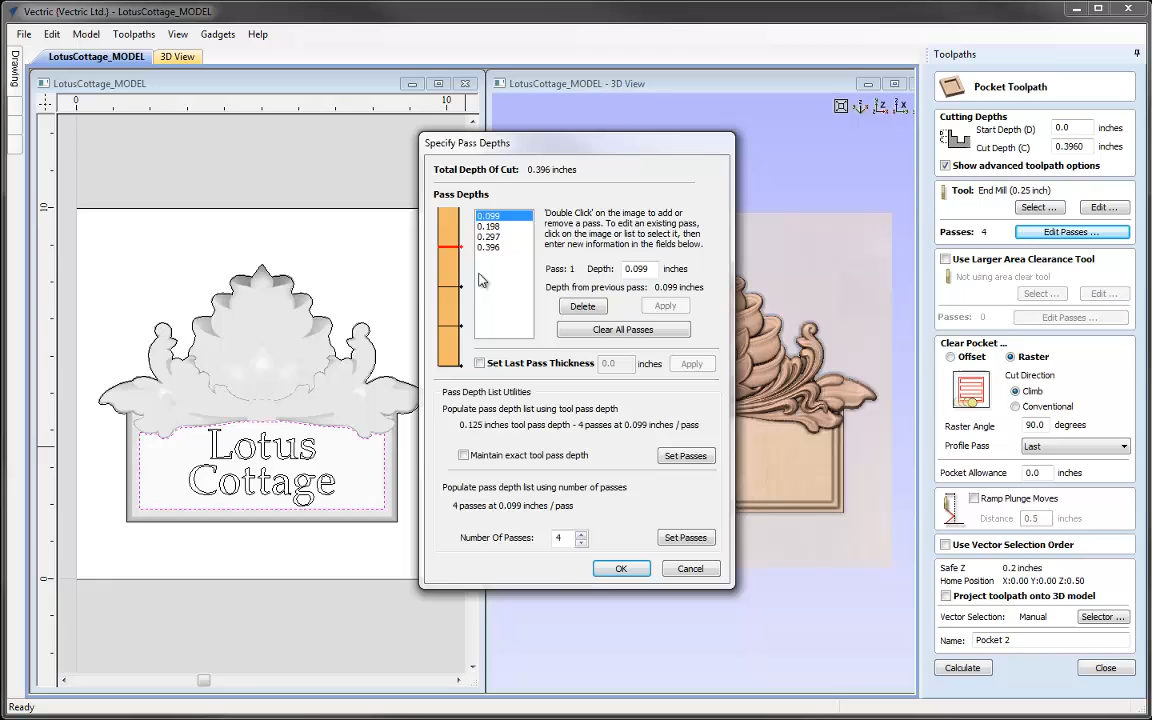 Vectric {Vectric Ltd.} - LotusCottage_MODEL
File Edit Model Toolpaths View Gadgets Help
Drawing
LotusCottage_MODEL
3D View
LotusCottage_MODEL
0
10
10
0
Lotus
Cottage
LotusCottage_MODEL - 3D View
Specify Pass Depths
Total Depth Of Cut: 0.396 inches
Pass Depths
0.099
0.198
0.297
0.396
'Double Click' on the image to add or
remove a pass. To edit an existing pass,
click on the image or list to select it, then
enter new information in the fields below.
Pass: 1 Depth: 0.099 inches
Depth from previous pass: 0.099 inches
Delete Apply
Clear All Passes
Set Last Pass Thickness 0.0 inches Apply
Pass Depth List Utilities
Populate pass depth list using tool pass depth
0.125 inches tool pass depth - 4 passes at 0.099 inches / pass
Maintain exact tool pass depth Set Passes
Populate pass depth list using number of passes
4 passes at 0.099 inches / pass
Number Of Passes: 4 Set Passes
OK Cancel
Toolpaths
Pocket Toolpath
Cutting Depths
Start Depth (D) 0.0 inches
Cut Depth (C) 0.3960 inches
Show advanced toolpath options
Tool: End Mill (0.25 inch)
Select ... Edit ...
Passes: 4 Edit Passes ...
Use Larger Area Clearance Tool
Not using area clear tool
Select ... Edit ...
Passes: 0 Edit Passes ...
Clear Pocket ...
Offset Raster
Cut Direction
Climb
Conventional
Raster Angle 90.0 degrees
Profile Pass Last
Pocket Allowance 0.0 inches
Ramp Plunge Moves
Distance 0.5 inches
Use Vector Selection Order
Safe Z 0.2 inches
Home Position X:0.00 Y:0.00 Z:0.50
Project toolpath onto 3D model
Vector Selection: Manual Selector ...
Name: Pocket 2
Calculate Close
Ready